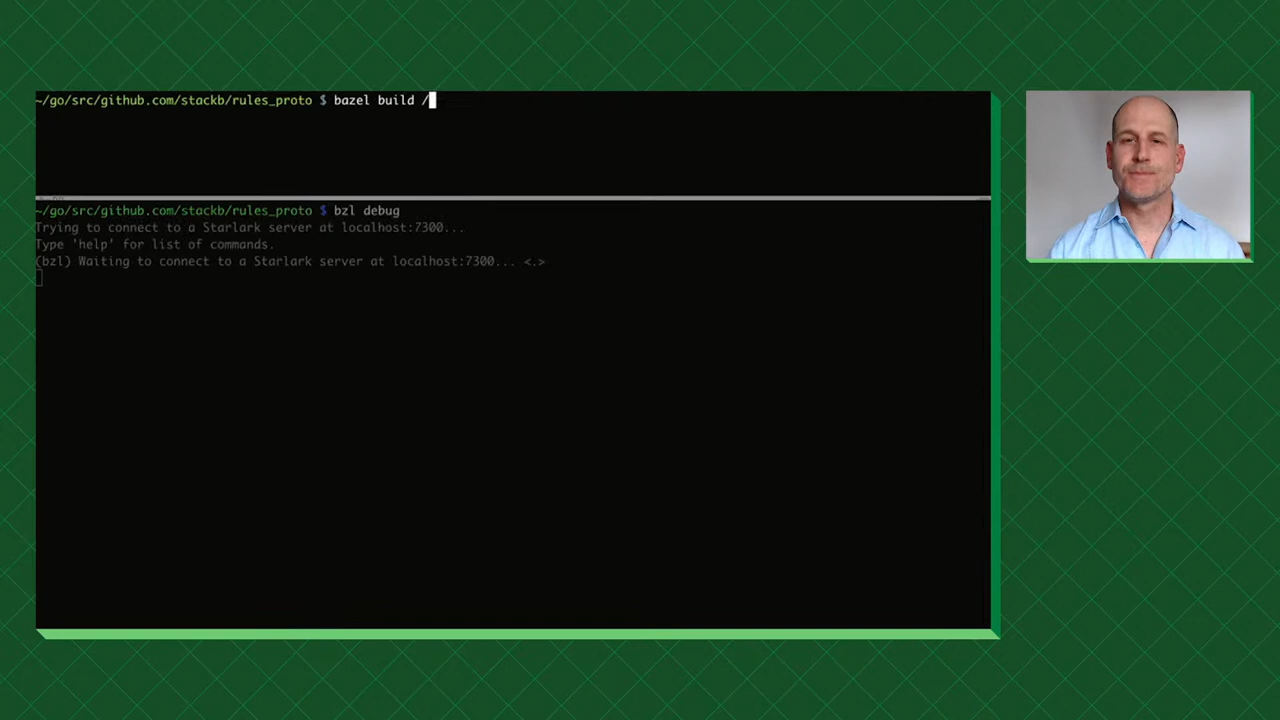 ~/go/src/github.com/stackb/rules_proto $ bazel build /
~/go/src/github.com/stackb/rules_proto $ bzl debug
Trying to connect to a Starlark server at localhost:7300...
Type 'help' for list of commands.
(bzl) Waiting to connect to a Starlark server at localhost:7300... <.>